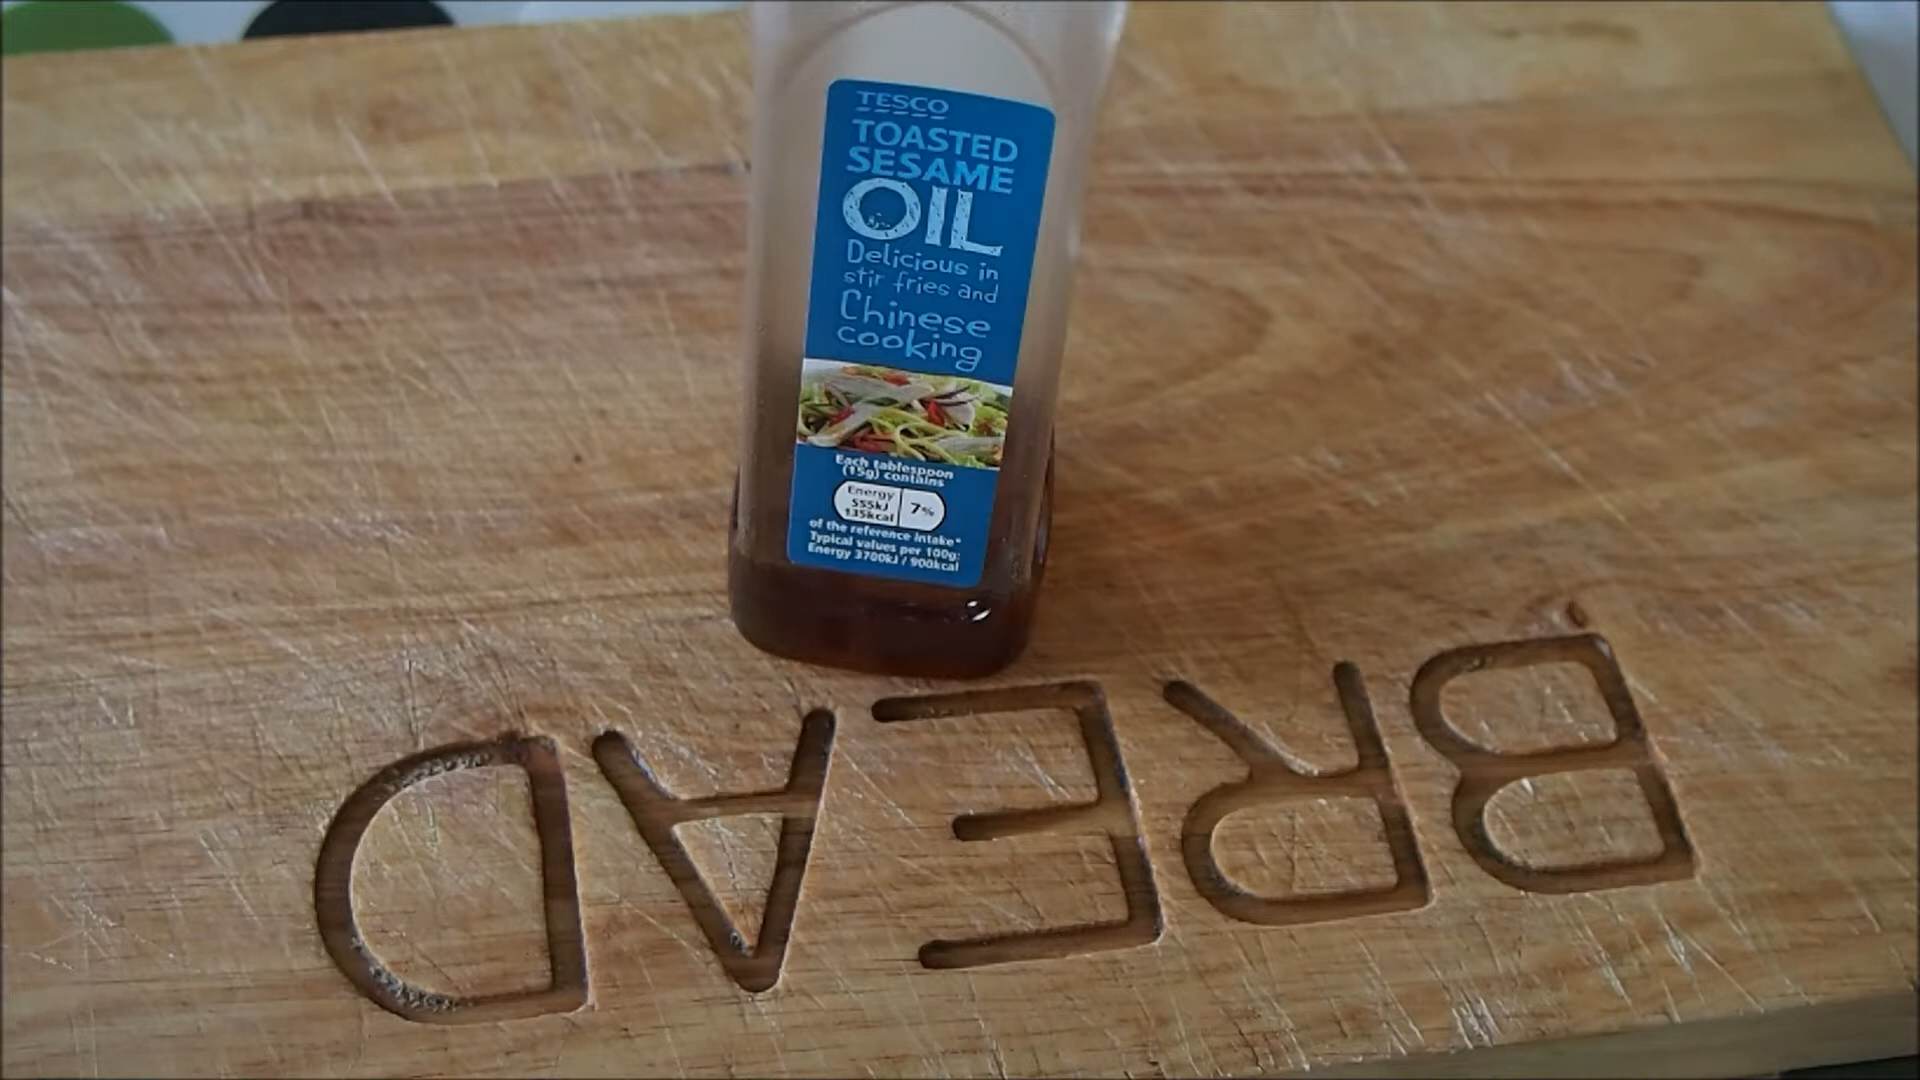 TESCO
TOASTED
SESAME
OIL
Delicious in
stir fries and
Chinese
cooking
Each tablespoon
(15g) contains
Energy
555kJ
135kcal
7%
of the reference intake*
Typical values per 100g:
Energy 3700kJ / 900kcal
BREAD